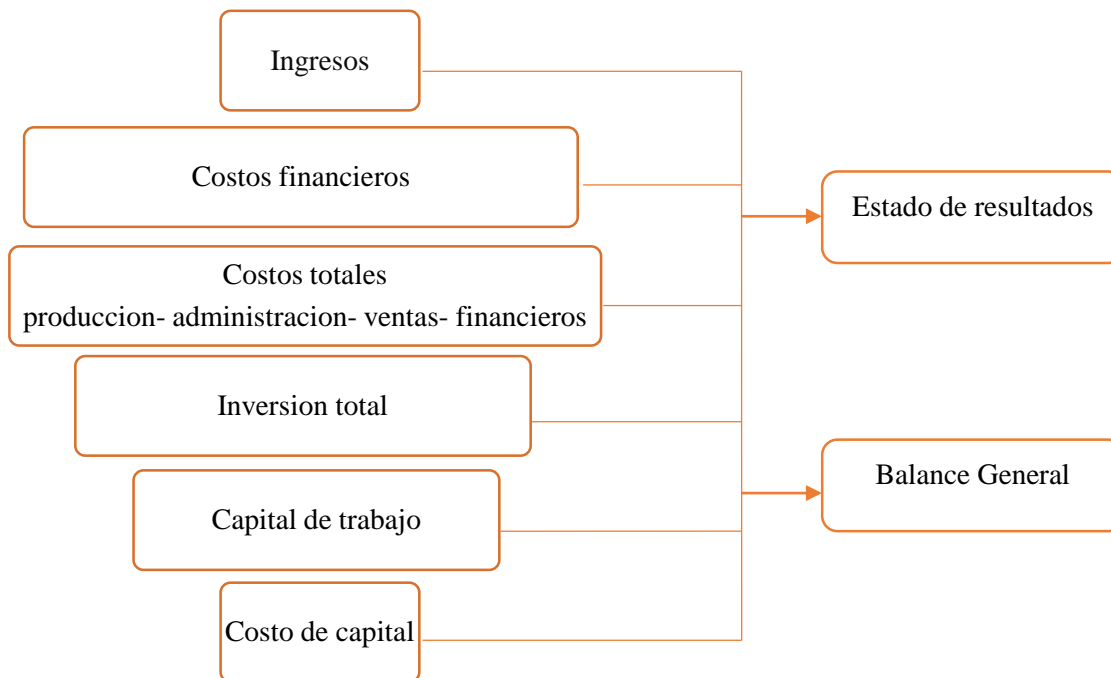 Ingresos
Costos financieros
Costos totales
produccion- administracion- ventas- financieros
Inversion total
Capital de trabajo
Costo de capital
Estado de resultados
Balance General